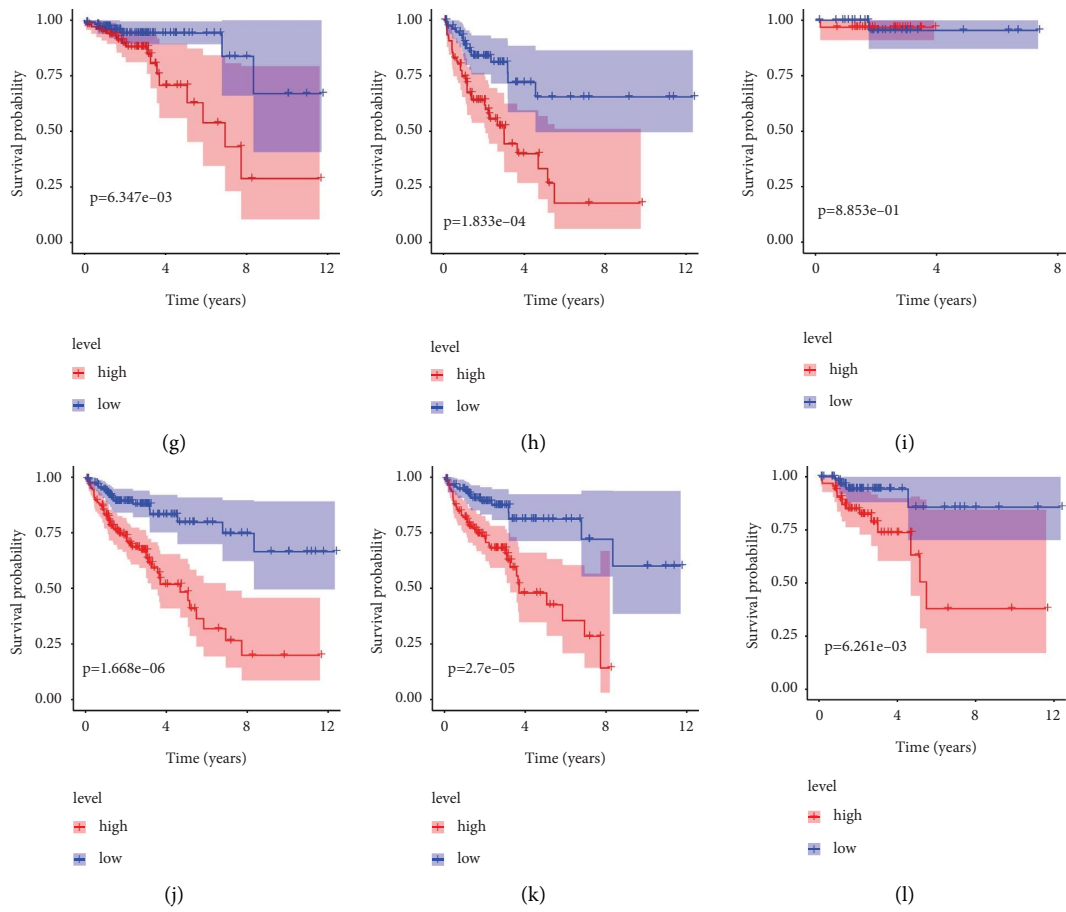 1.00
0.75
0.50
0.25
0.00
Survival probability
p=6.347e–03
0 4 8 12
Time (years)
level
high
low
(g)
1.00
0.75
0.50
0.25
0.00
Survival probability
p=1.833e–04
0 4 8 12
Time (years)
level
high
low
(h)
1.00
0.75
0.50
0.25
0.00
Survival probability
p=8.853e–01
0 4 8
Time (years)
level
high
low
(i)
1.00
0.75
0.50
0.25
0.00
Survival probability
p=1.668e–06
0 4 8 12
Time (years)
level
high
low
(j)
1.00
0.75
0.50
0.25
0.00
Survival probability
p=2.7e–05
0 4 8 12
Time (years)
level
high
low
(k)
1.00
0.75
0.50
0.25
0.00
Survival probability
p=6.261e–03
0 4 8 12
Time (years)
level
high
low
(l)